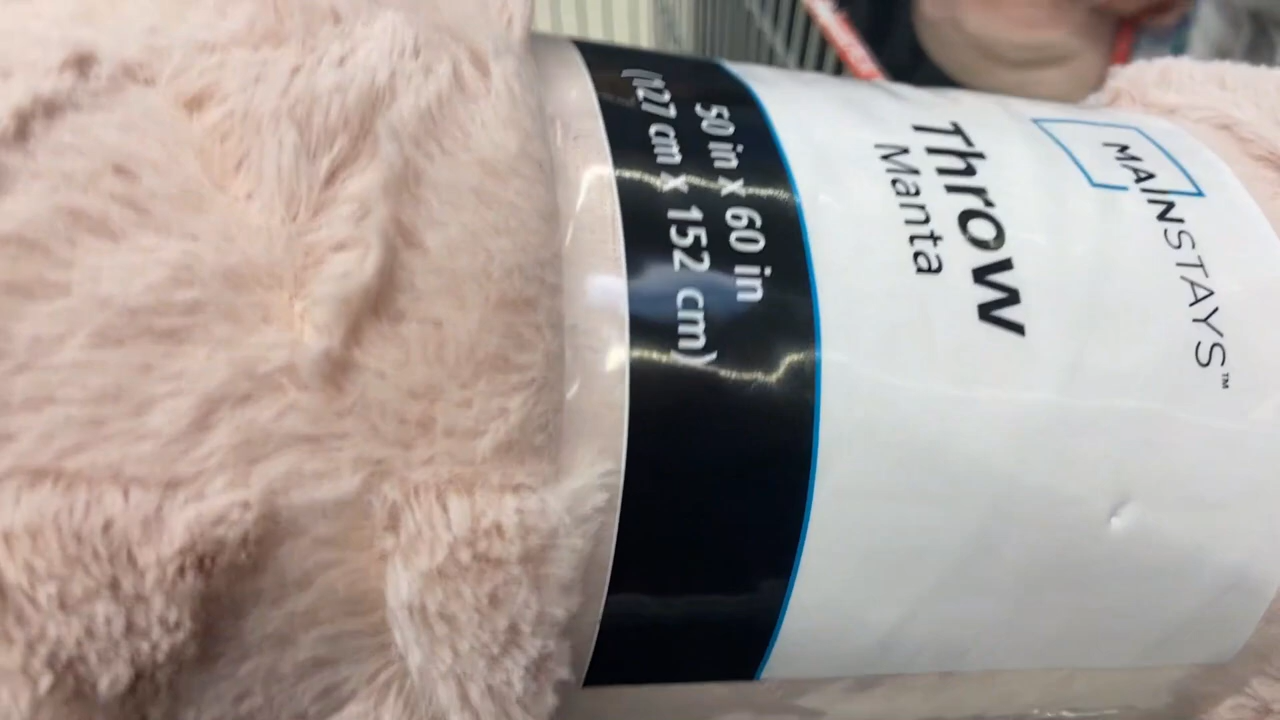 MAINSTAYS™
Throw
Manta
50 in x 60 in
(127 cm x 152 cm)